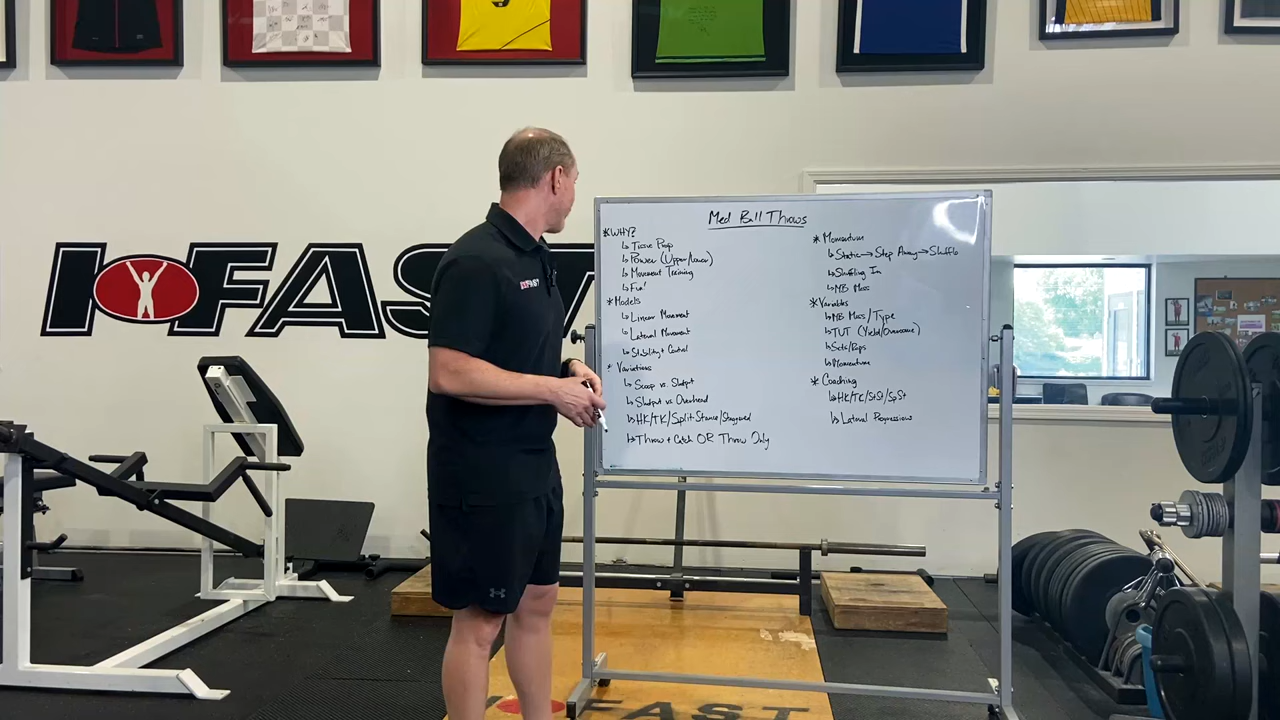 IFAST
IFAST
Med Ball Throws
* WHY?
↳ Tissue Prep
↳ Power (Upper/Lower)
↳ Movement Training
↳ Fun!
* Models
↳ Linear Movement
↳ Lateral Movement
↳ Stability + Control
* Variations
↳ Scoop vs. Shotput
↳ Shotput vs Overhead
↳ HK/TK/Split Stance/Staggered
↳ Throw + Catch OR Throw Only
* Momentum
↳ Static → Step Away → Shuffle
↳ Shuffling In
↳ MB Mass
* Variables
↳ MB Mass/Type
↳ TUT (Yield/Overcome)
↳ Sets/Reps
↳ Momentum
* Coaching
↳ HK/TK/StSt/SpSt
↳ Lateral Progressions
FAST